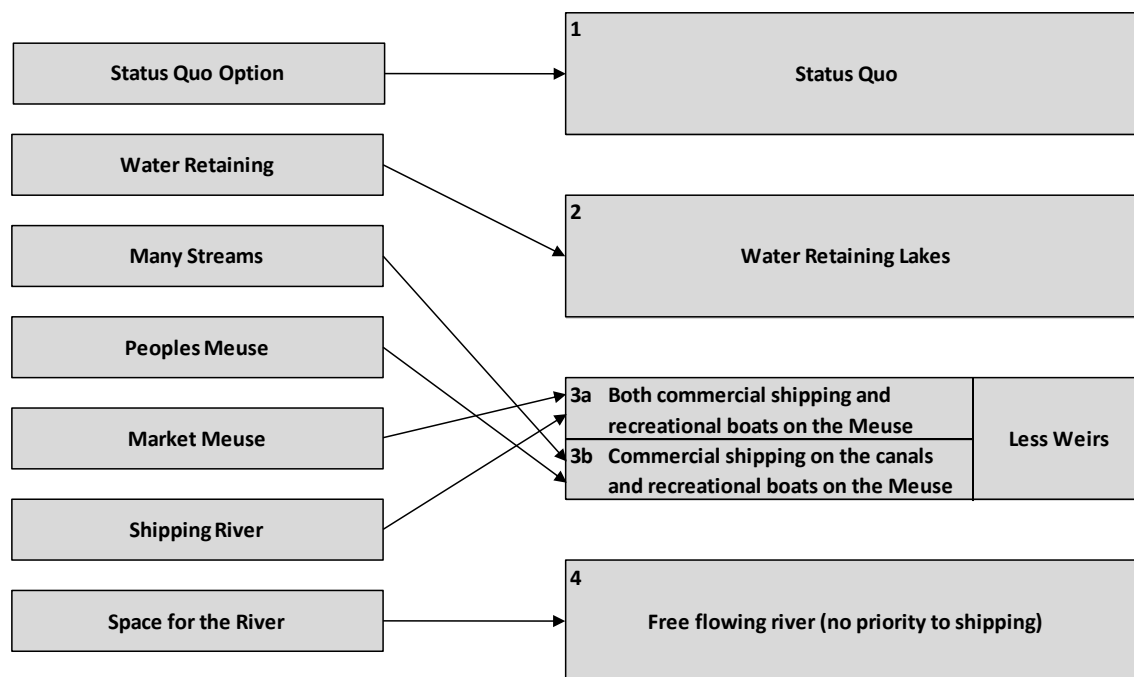 Status Quo Option
Water Retaining
Many Streams
Peoples Meuse
Market Meuse
Shipping River
Space for the River
1
Status Quo
2
Water Retaining Lakes
3a Both commercial shipping and
recreational boats on the Meuse
3b Commercial shipping on the canals
and recreational boats on the Meuse
Less Weirs
4
Free flowing river (no priority to shipping)